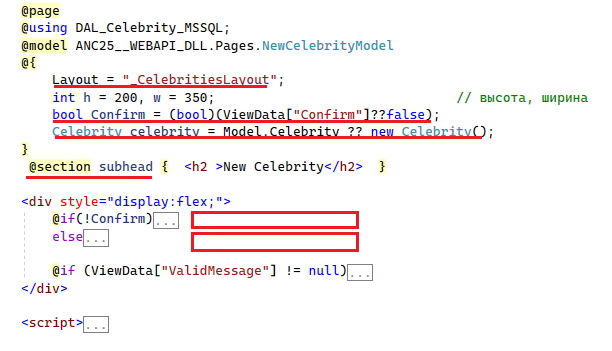 @page
@using DAL_Celebrity_MSSQL;
@model ANC25__WEBAPI_DLL.Pages.NewCelebrityModel
@{
    Layout = "_CelebritiesLayout";
    int h = 200, w = 350;                              // высота, ширина
    bool Confirm = (bool)(ViewData["Confirm"]??false);
    Celebrity celebrity = Model.Celebrity ?? new Celebrity();
}
 @section subhead {  <h2 >New Celebrity</h2>  }
<div style="display:flex;">
    @if(!Confirm)...
    else...
    @if (ViewData["ValidMessage"] != null)...
</div>
<script>...